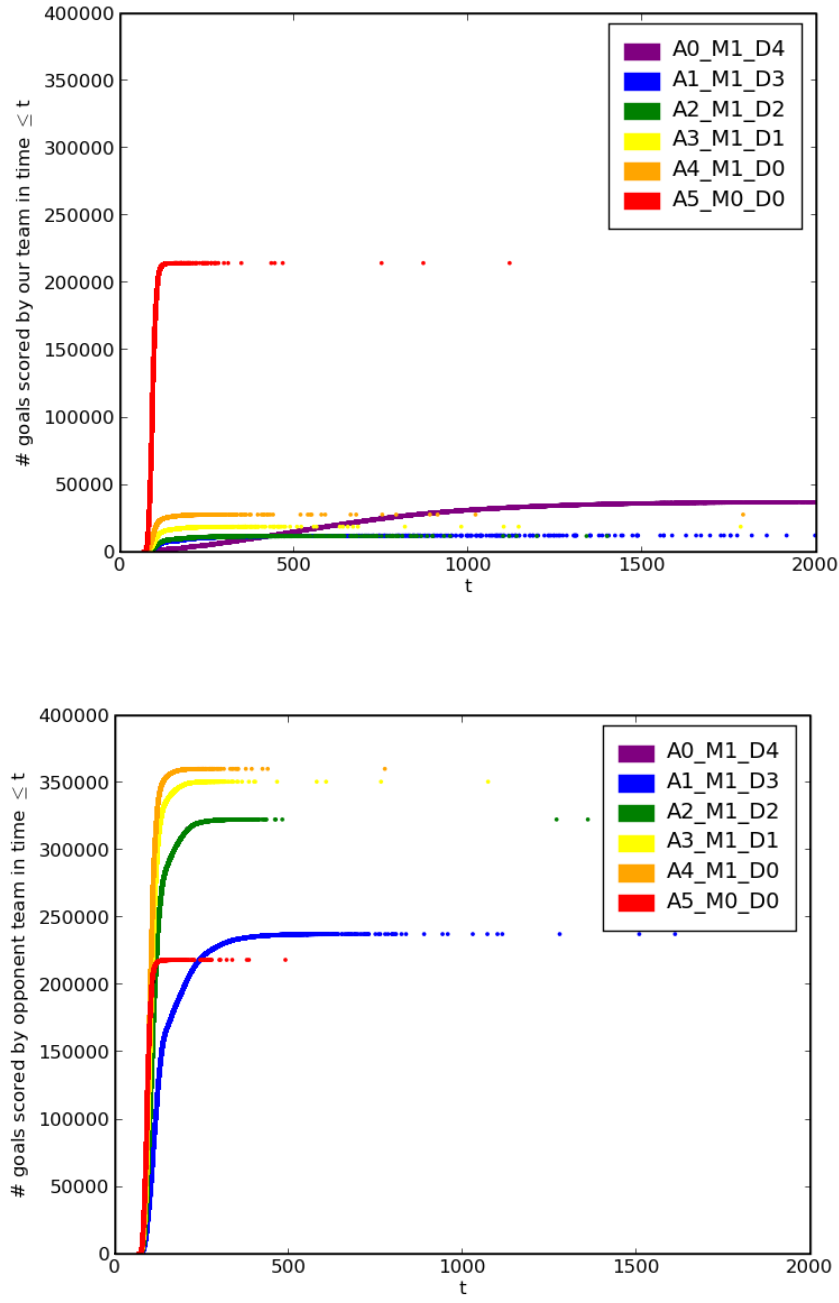 400000
350000
300000
250000
200000
150000
100000
50000
0
# goals scored by our team in time ≤ t
A0_M1_D4
A1_M1_D3
A2_M1_D2
A3_M1_D1
A4_M1_D0
A5_M0_D0
0 500 1000 1500 2000
t
400000
350000
300000
250000
200000
150000
100000
50000
0
# goals scored by opponent team in time ≤ t
A0_M1_D4
A1_M1_D3
A2_M1_D2
A3_M1_D1
A4_M1_D0
A5_M0_D0
0 500 1000 1500 2000
t